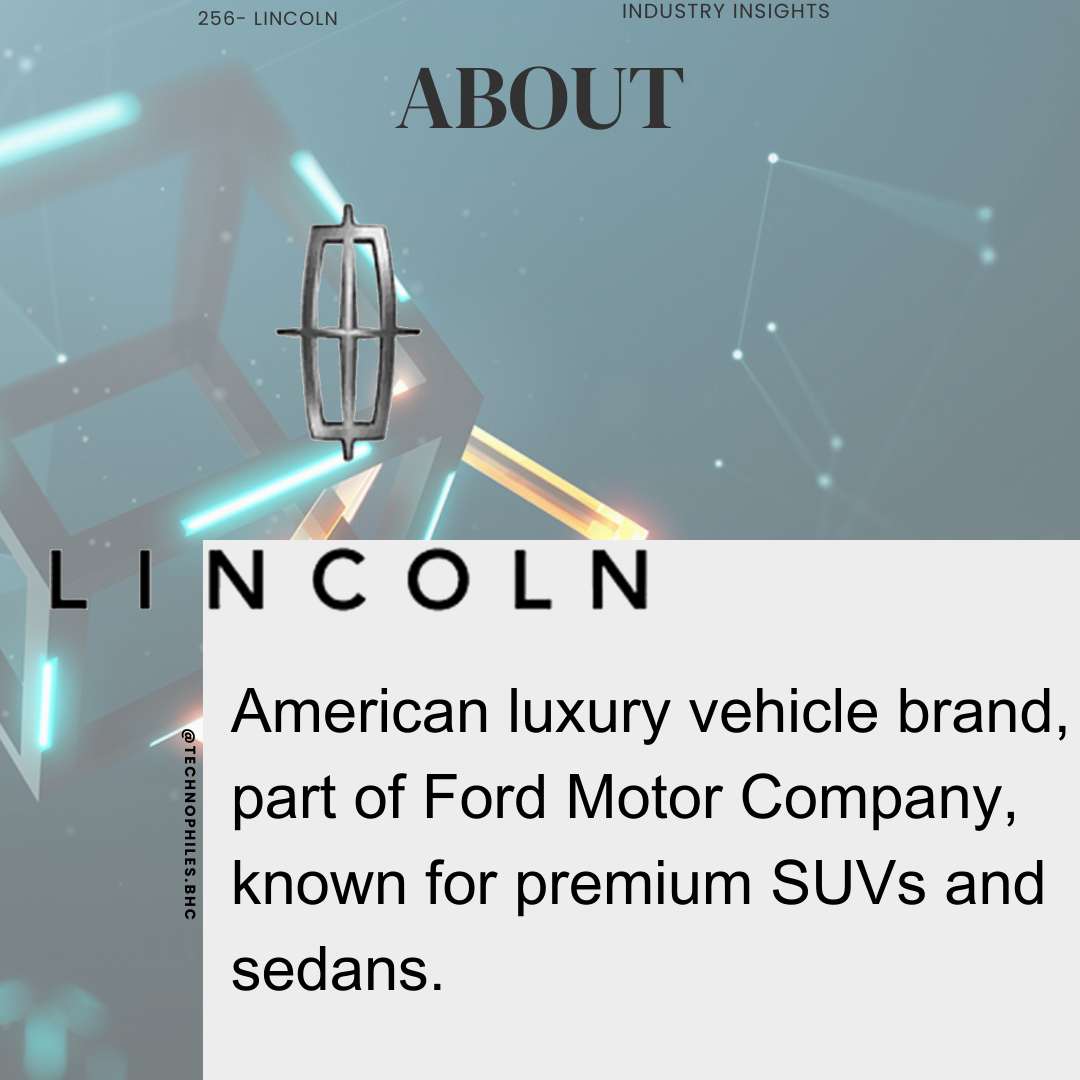 256- LINCOLN
INDUSTRY INSIGHTS
ABOUT
LINCOLN
American luxury vehicle brand,
part of Ford Motor Company,
known for premium SUVs and
sedans.
@TECHNOPHILES.BHC